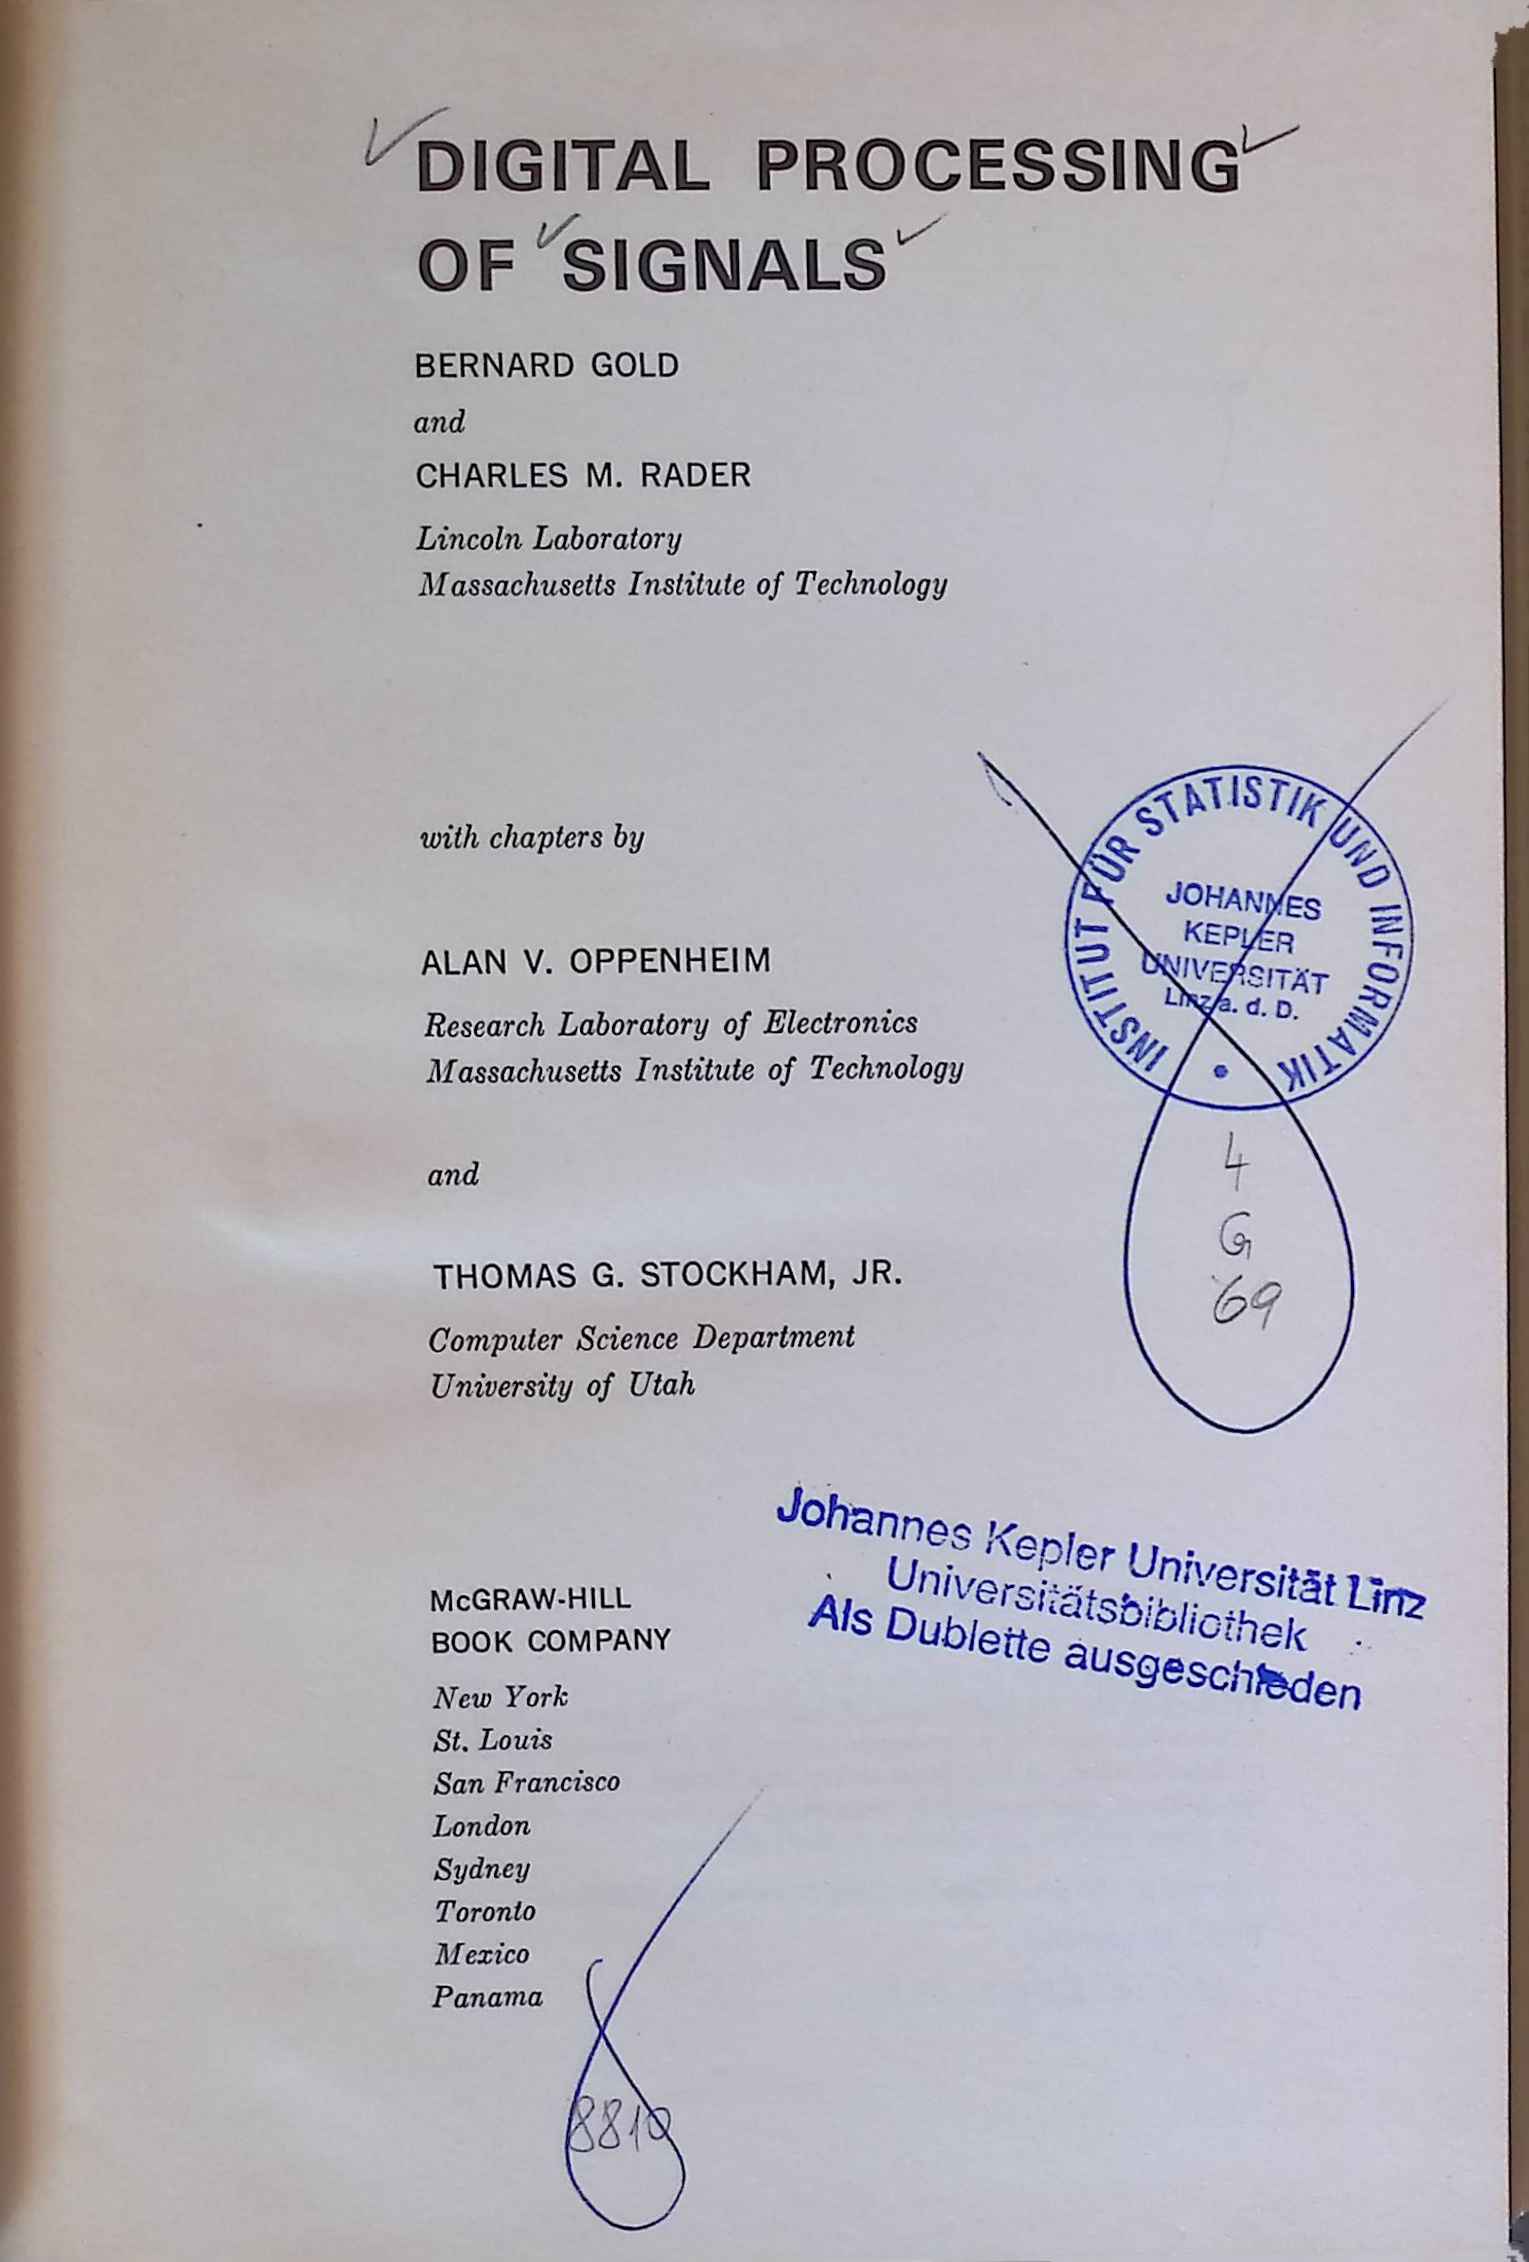 DIGITAL PROCESSING
OF SIGNALS
BERNARD GOLD
and
CHARLES M. RADER
Lincoln Laboratory
Massachusetts Institute of Technology
with chapters by
INSTITUT FÜR STATISTIK UND INFORMATIK
JOHANNES
KEPLER
UNIVERSITÄT
Linz a. d. D.
ALAN V. OPPENHEIM
Research Laboratory of Electronics
Massachusetts Institute of Technology
and
4
G
69
THOMAS G. STOCKHAM, JR.
Computer Science Department
University of Utah
Johannes Kepler Universität Linz
Universitätsbibliothek
Als Dublette ausgeschieden
McGRAW-HILL
BOOK COMPANY
New York
St. Louis
San Francisco
London
Sydney
Toronto
Mexico
Panama
8810